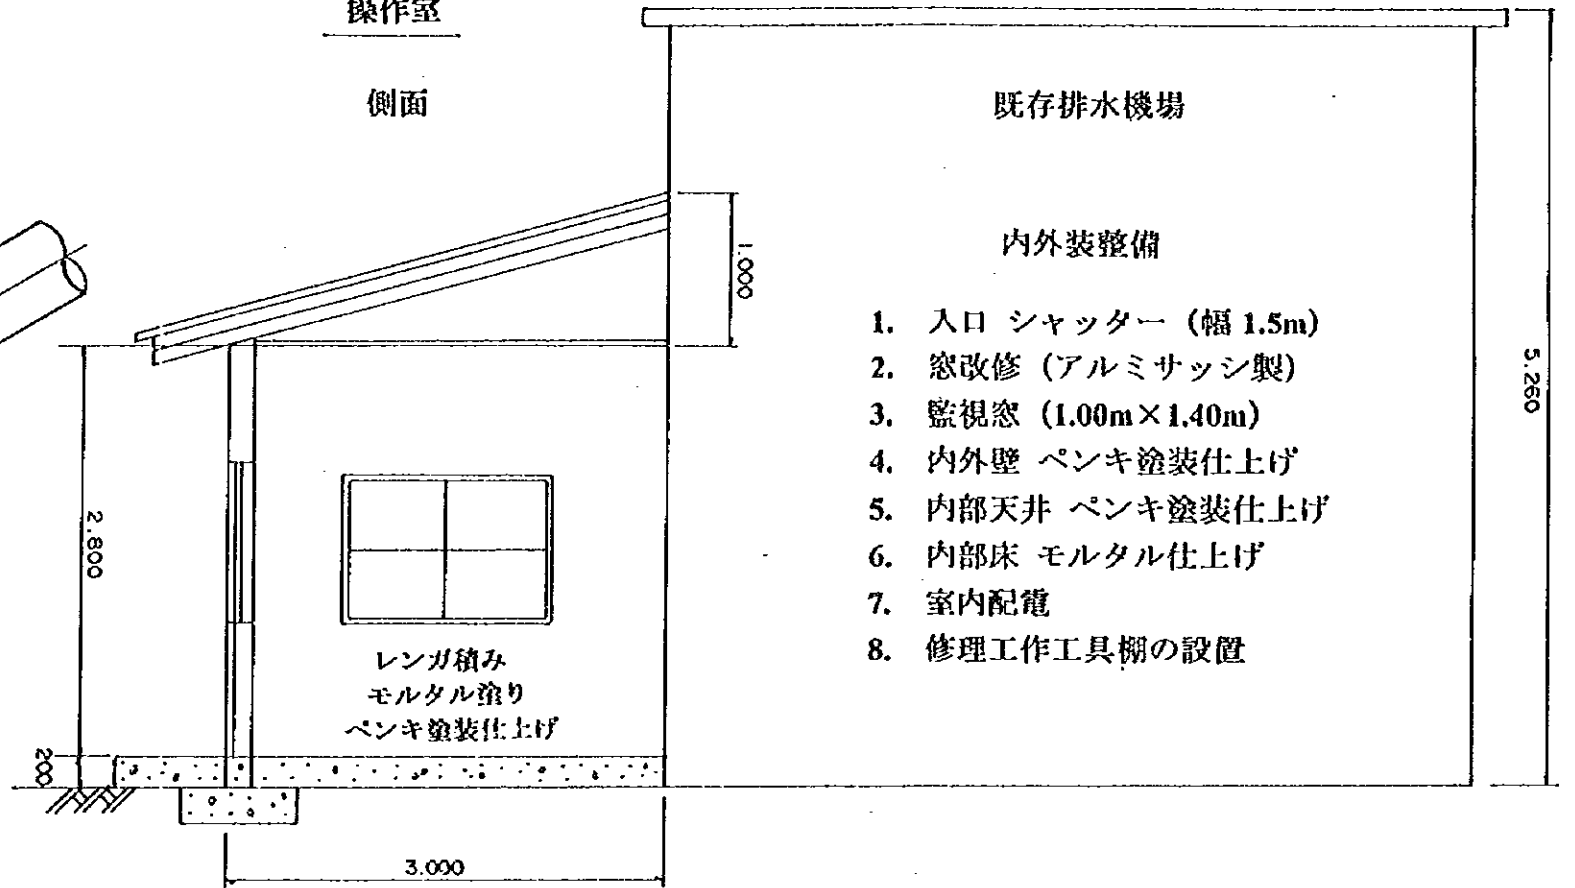 操作室
側面
既存排水機場
内外装整備
1. 入口 シャッター (幅 1.5m)
2. 窓改修 (アルミサッシ製)
3. 監視窓 (1.00m×1.40m)
4. 内外壁 ペンキ塗装仕上げ
5. 内部天井 ペンキ塗装仕上げ
6. 内部床 モルタル仕上げ
7. 室内配電
8. 修理工作工具棚の設置
1.000
5.260
2.800
レンガ積み
モルタル塗り
ペンキ塗装仕上げ
200
3.000